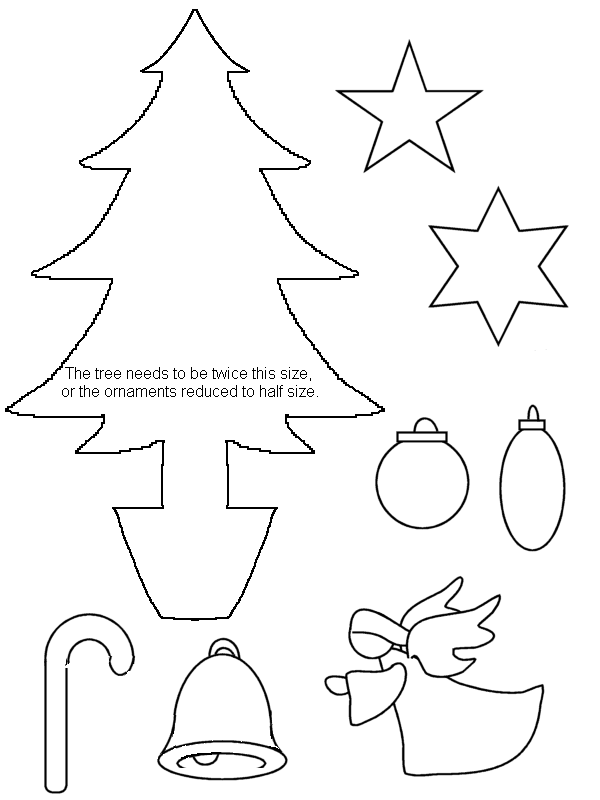 The tree needs to be twice this size,
or the ornaments reduced to half size.